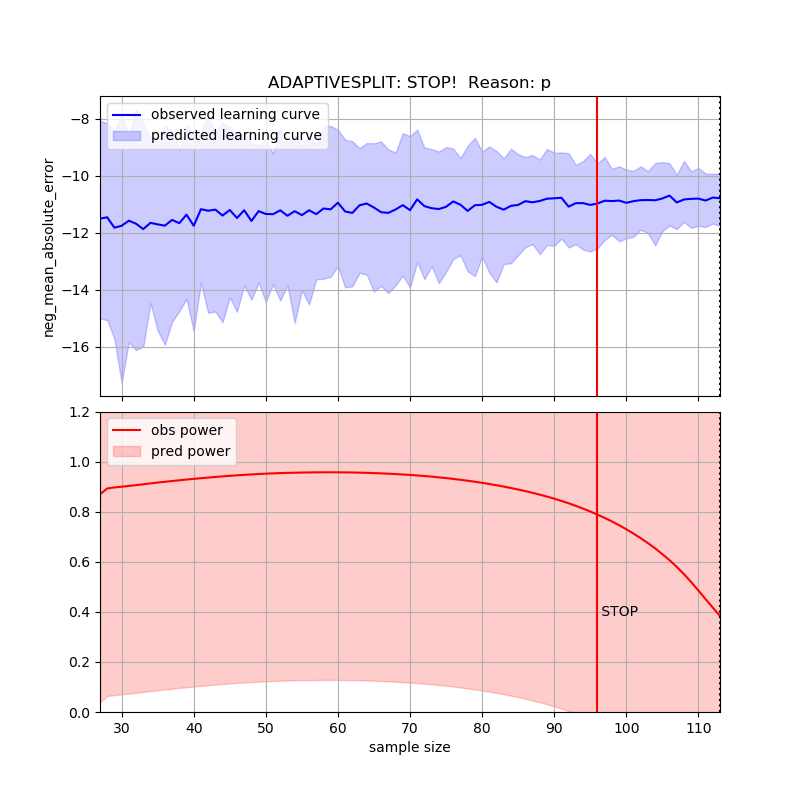 ADAPTIVESPLIT: STOP!  Reason: p
observed learning curve
predicted learning curve
neg_mean_absolute_error
−8
−10
−12
−14
−16
obs power
pred power
1.2
1.0
0.8
0.6
0.4
0.2
0.0
STOP
30 40 50 60 70 80 90 100 110
sample size